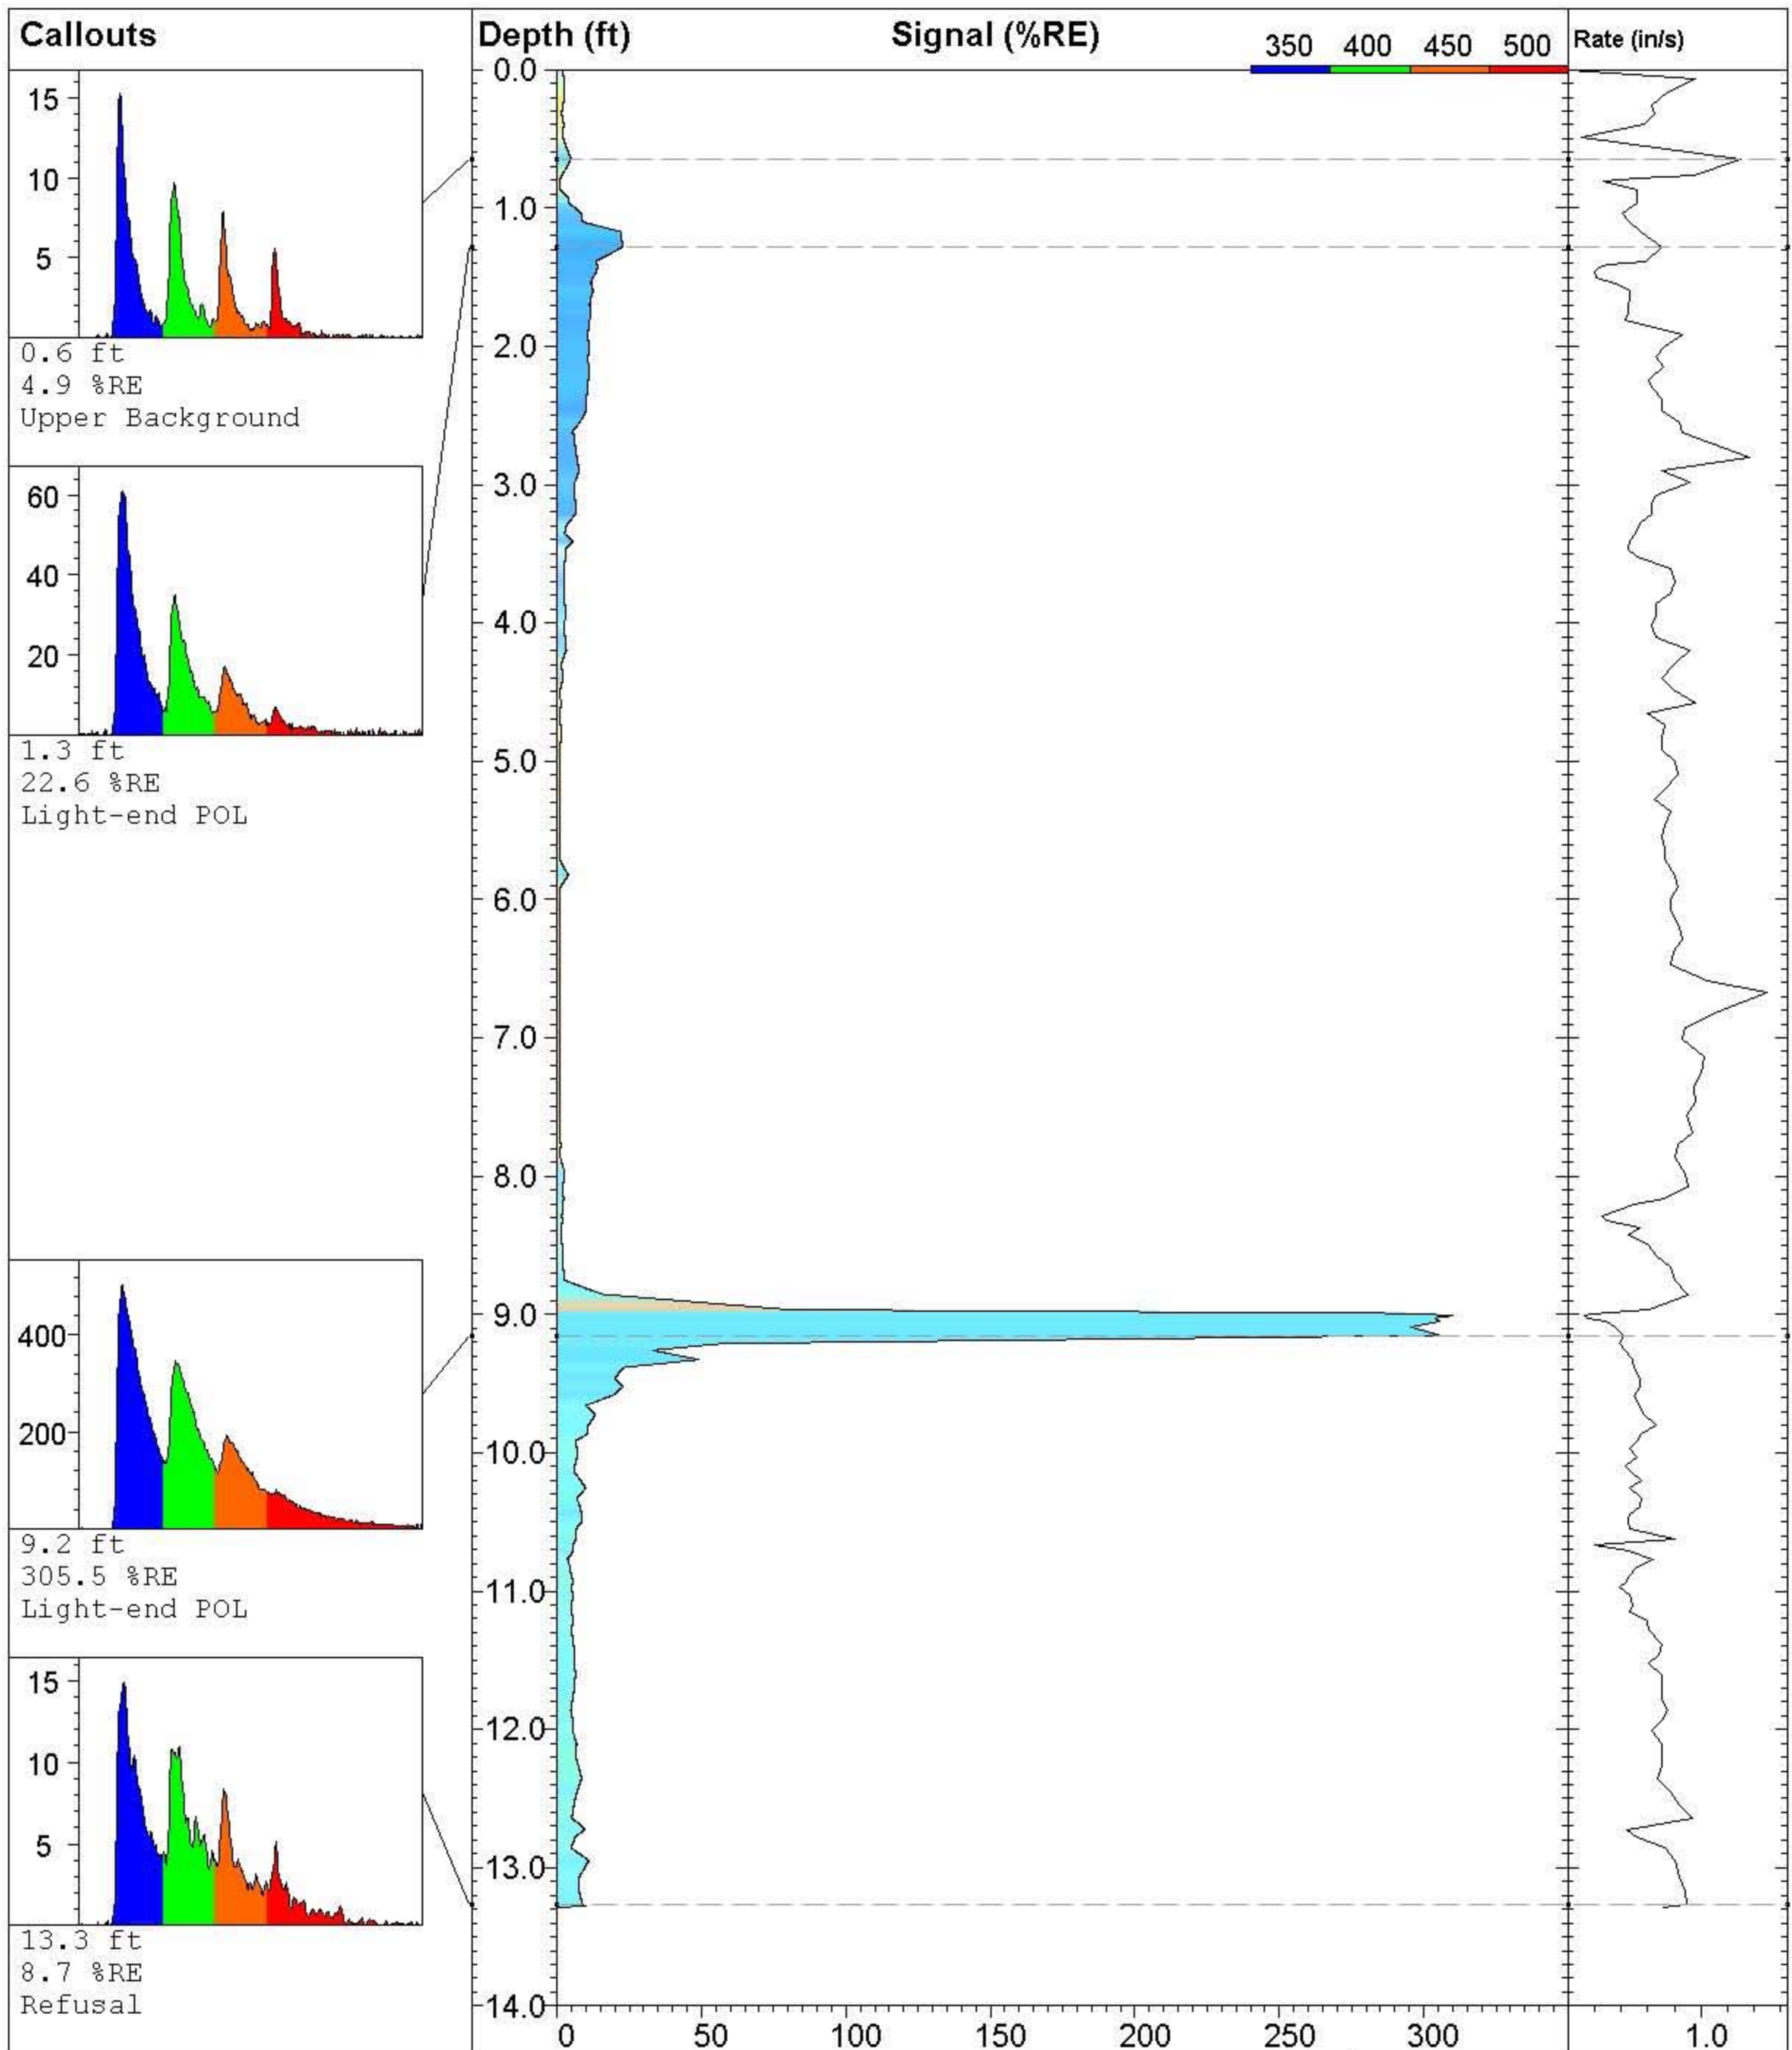 Callouts
Depth (ft)
Signal (%RE)
350 400 450 500
Rate (in/s)
15
10
5
0.6 ft
4.9 %RE
Upper Background
60
40
20
1.3 ft
22.6 %RE
Light-end POL
400
200
9.2 ft
305.5 %RE
Light-end POL
15
10
5
13.3 ft
8.7 %RE
Refusal
0.0
1.0
2.0
3.0
4.0
5.0
6.0
7.0
8.0
9.0
10.0
11.0
12.0
13.0
14.0
0 50 100 150 200 250 300
1.0